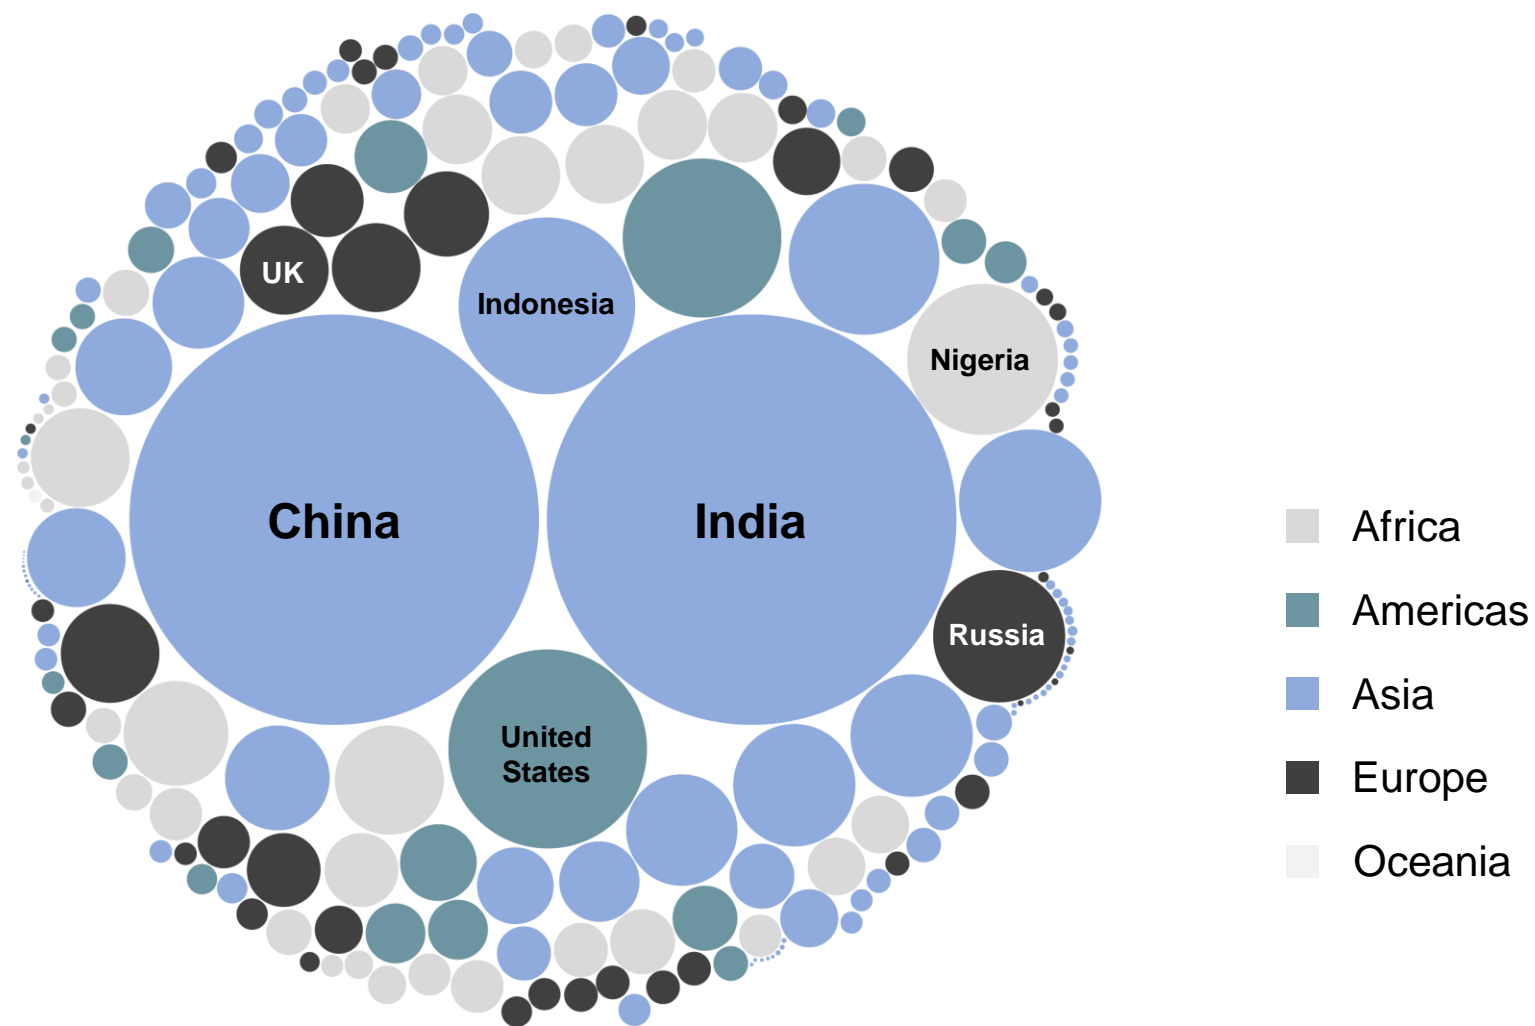 UK
Indonesia
Nigeria
China
India
Russia
United
States
Africa
Americas
Asia
Europe
Oceania